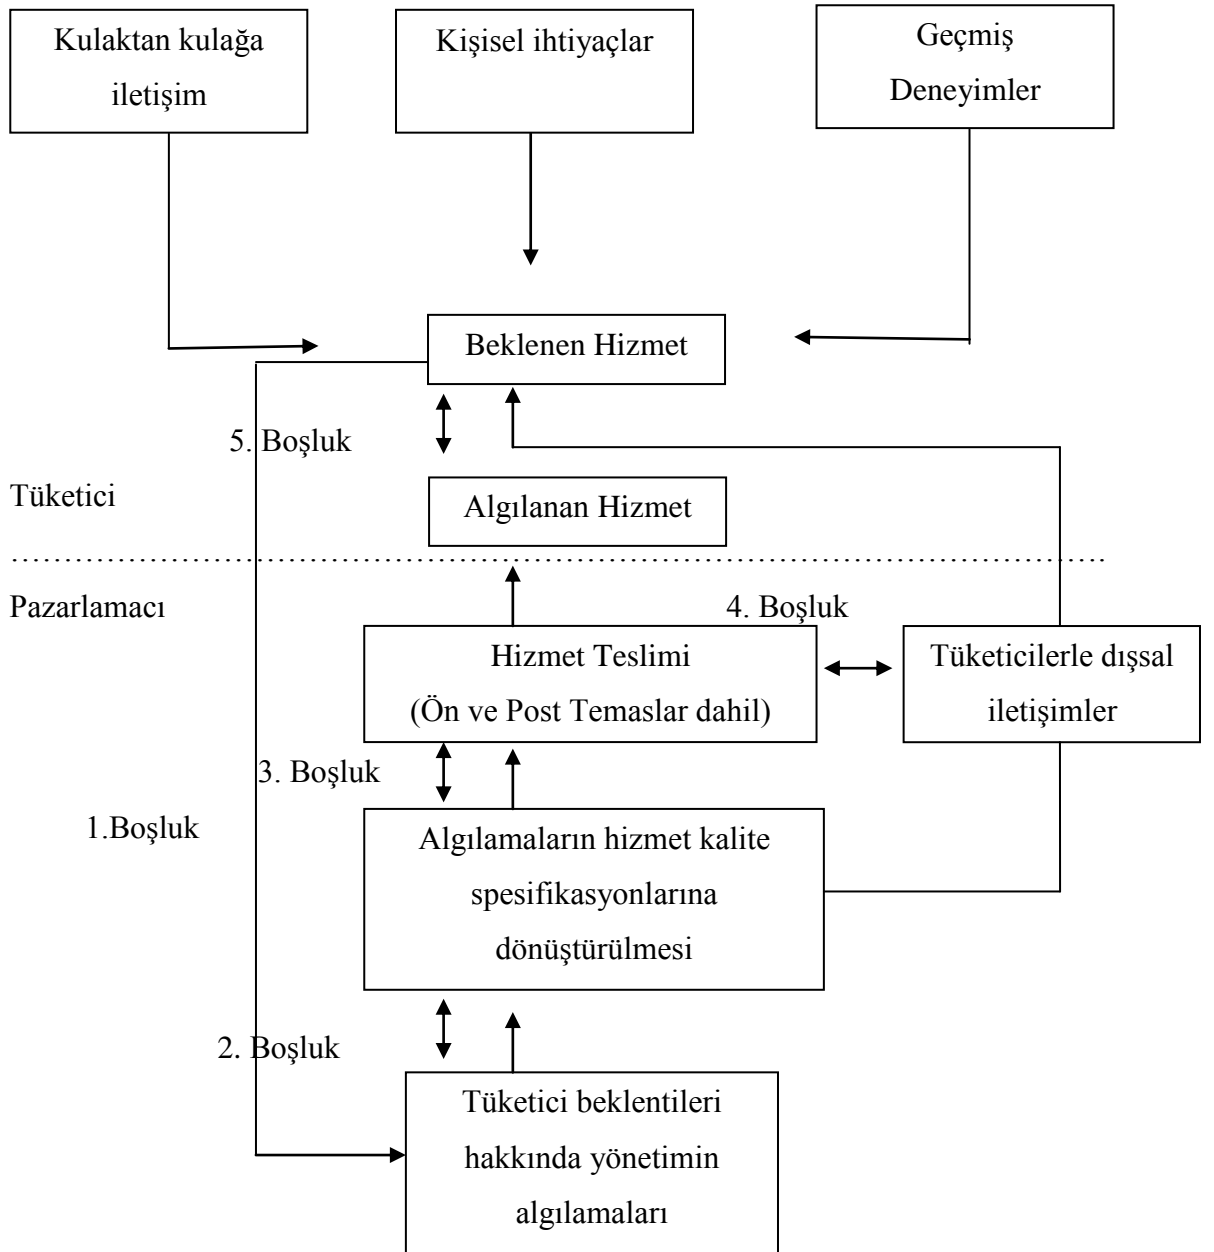 Kulaktan kulağa
iletişim
Kişisel ihtiyaçlar
Geçmiş
Deneyimler
Beklenen Hizmet
5. Boşluk
Tüketici
Algılanan Hizmet
Pazarlamacı
4. Boşluk
Hizmet Teslimi
(Ön ve Post Temaslar dahil)
Tüketicilerle dışsal
iletişimler
3. Boşluk
1.Boşluk
Algılamaların hizmet kalite
spesifikasyonlarına
dönüştürülmesi
2. Boşluk
Tüketici beklentileri
hakkında yönetimin
algılamaları